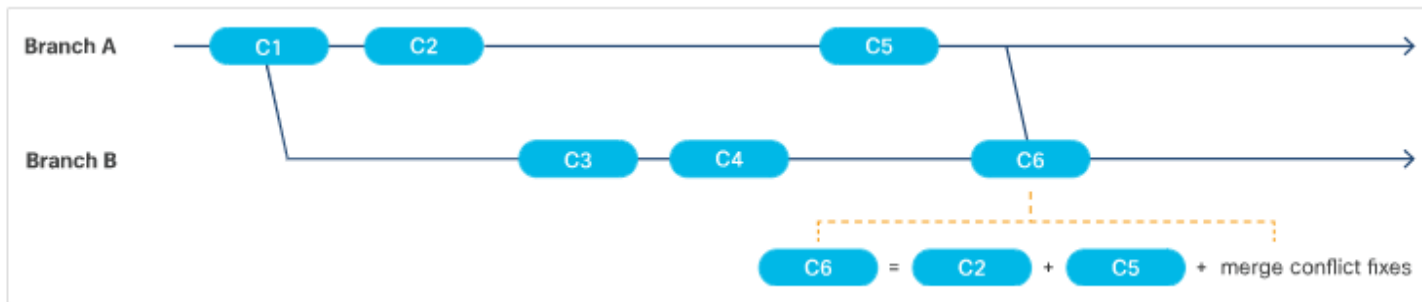 Branch A C1 C2 C5
Branch B C3 C4 C6
C6 = C2 + C5 + merge conflict fixes